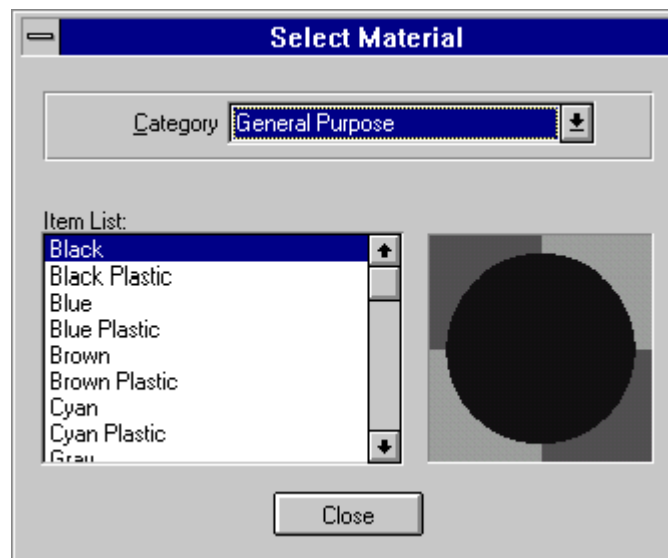 Select Material
Category General Purpose
Item List:
Black
Black Plastic
Blue
Blue Plastic
Brown
Brown Plastic
Cyan
Cyan Plastic
Gray
Close